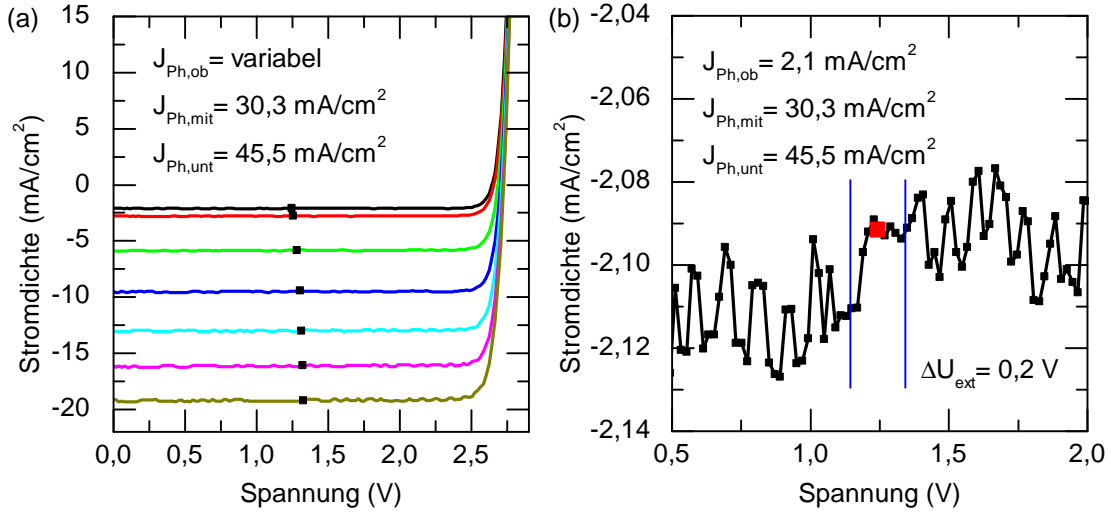 (a)
15
10
5
0
-5
-10
-15
-20
Stromdichte (mA/cm²)
J_Ph,ob= variabel
J_Ph,mit = 30,3 mA/cm²
J_Ph,unt = 45,5 mA/cm²
0,0 0,5 1,0 1,5 2,0 2,5
Spannung (V)
(b)
-2,04
-2,06
-2,08
-2,10
-2,12
-2,14
Stromdichte (mA/cm²)
J_Ph,ob= 2,1 mA/cm²
J_Ph,mit= 30,3 mA/cm²
J_Ph,unt= 45,5 mA/cm²
ΔU_ext= 0,2 V
0,5 1,0 1,5 2,0
Spannung (V)